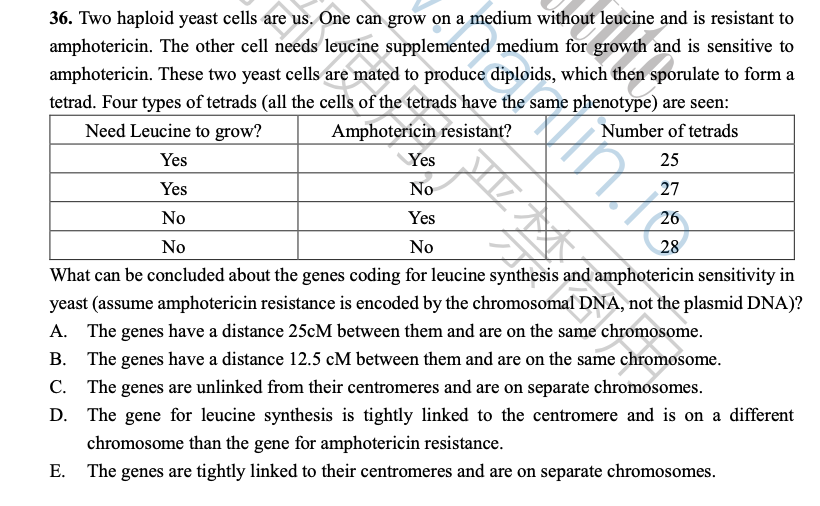 36. Two haploid yeast cells are us. One can grow on a medium without leucine and is resistant to
amphotericin. The other cell needs leucine supplemented medium for growth and is sensitive to
amphotericin. These two yeast cells are mated to produce diploids, which then sporulate to form a
tetrad. Four types of tetrads (all the cells of the tetrads have the same phenotype) are seen:
Need Leucine to grow? Amphotericin resistant? Number of tetrads
Yes Yes 25
Yes No 27
No Yes 26
No No 28
What can be concluded about the genes coding for leucine synthesis and amphotericin sensitivity in
yeast (assume amphotericin resistance is encoded by the chromosomal DNA, not the plasmid DNA)?
A. The genes have a distance 25cM between them and are on the same chromosome.
B. The genes have a distance 12.5 cM between them and are on the same chromosome.
C. The genes are unlinked from their centromeres and are on separate chromosomes.
D. The gene for leucine synthesis is tightly linked to the centromere and is on a different
chromosome than the gene for amphotericin resistance.
E. The genes are tightly linked to their centromeres and are on separate chromosomes.